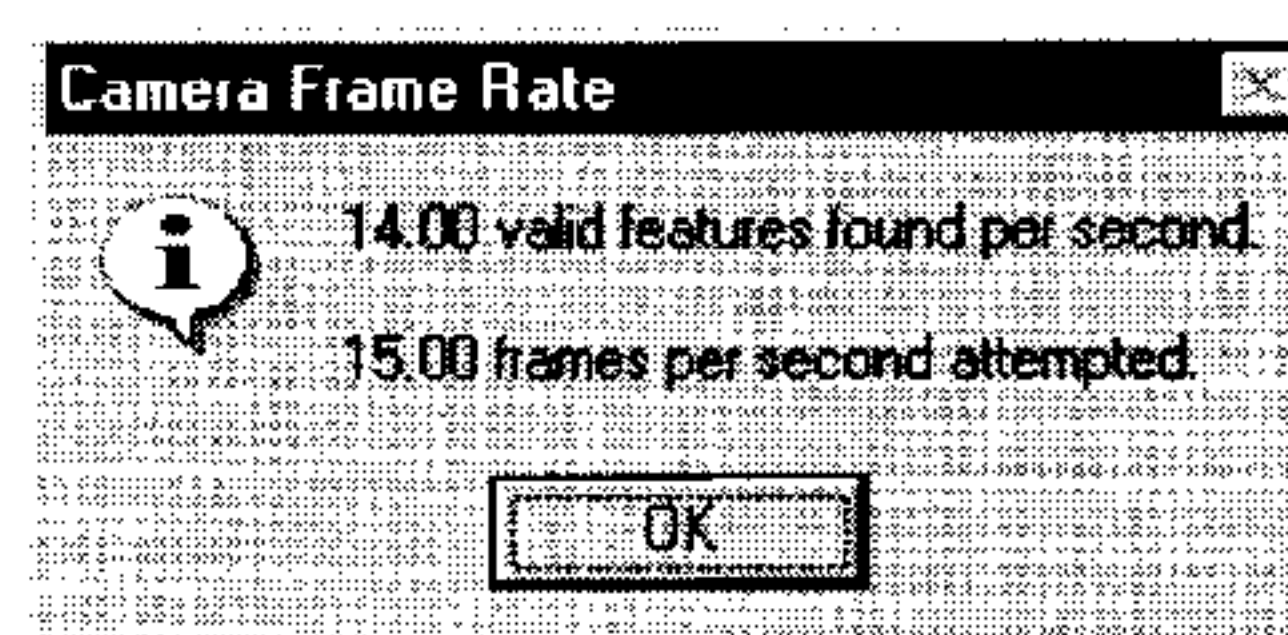 Camera Frame Rate
14.00 valid features found per second.
15.00 frames per second attempted.
OK